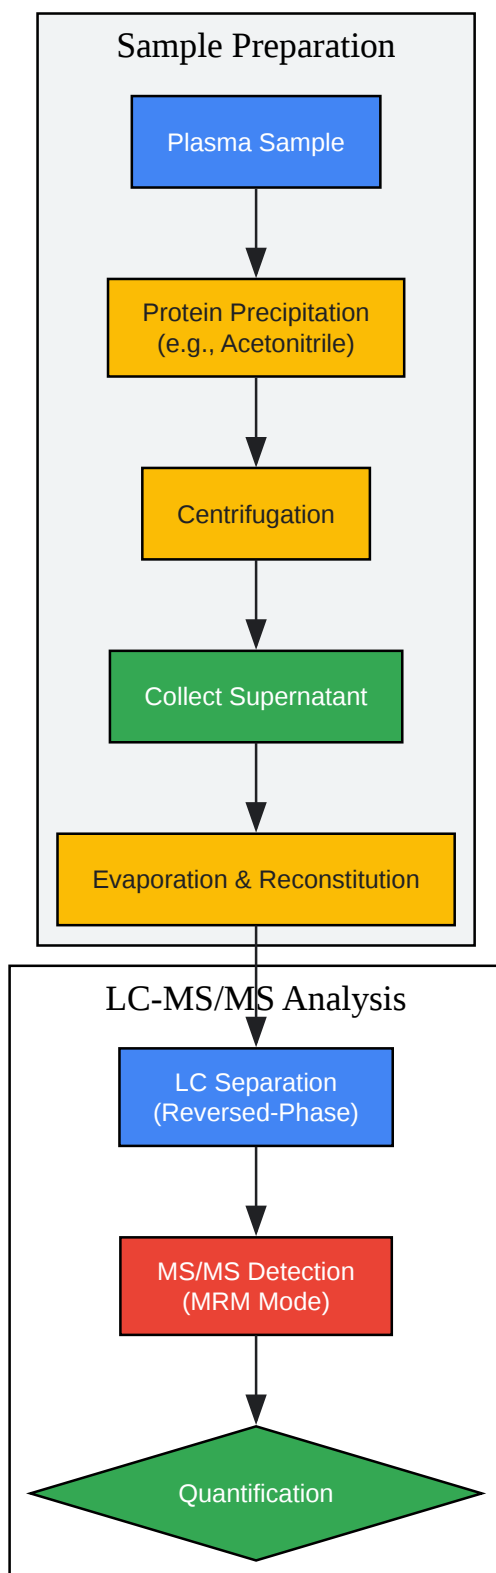 Sample Preparation
Plasma Sample
Protein Precipitation
(e.g., Acetonitrile)
Centrifugation
Collect Supernatant
Evaporation & Reconstitution
LC-MS/MS Analysis
LC Separation
(Reversed-Phase)
MS/MS Detection
(MRM Mode)
Quantification